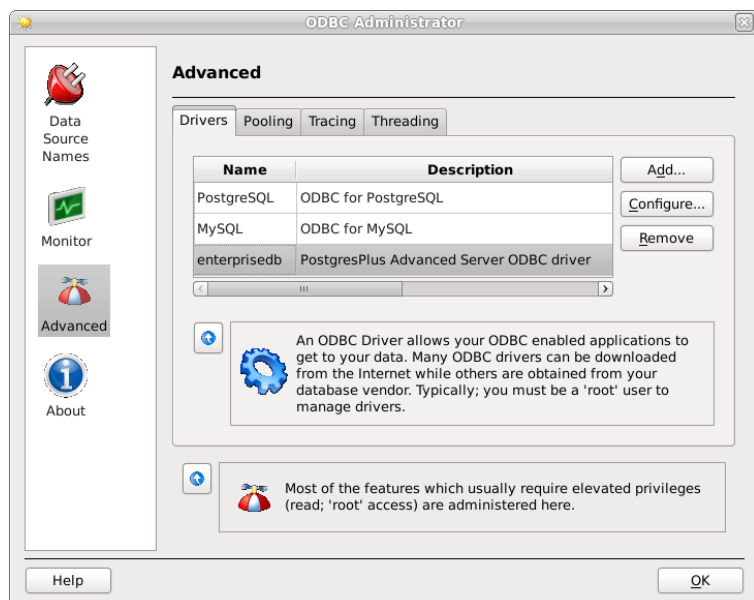 ODBC Administrator
Data
Source
Names
Monitor
Advanced
About
Advanced
Drivers
Pooling
Tracing
Threading
Name
Description
PostgreSQL
ODBC for PostgreSQL
MySQL
ODBC for MySQL
enterprisedb
PostgresPlus Advanced Server ODBC driver
Add...
Configure...
Remove
An ODBC Driver allows your ODBC enabled applications to
get to your data. Many ODBC drivers can be downloaded
from the Internet while others are obtained from your
database vendor. Typically; you must be a 'root' user to
manage drivers.
Most of the features which usually require elevated privileges
(read; 'root' access) are administered here.
Help
OK